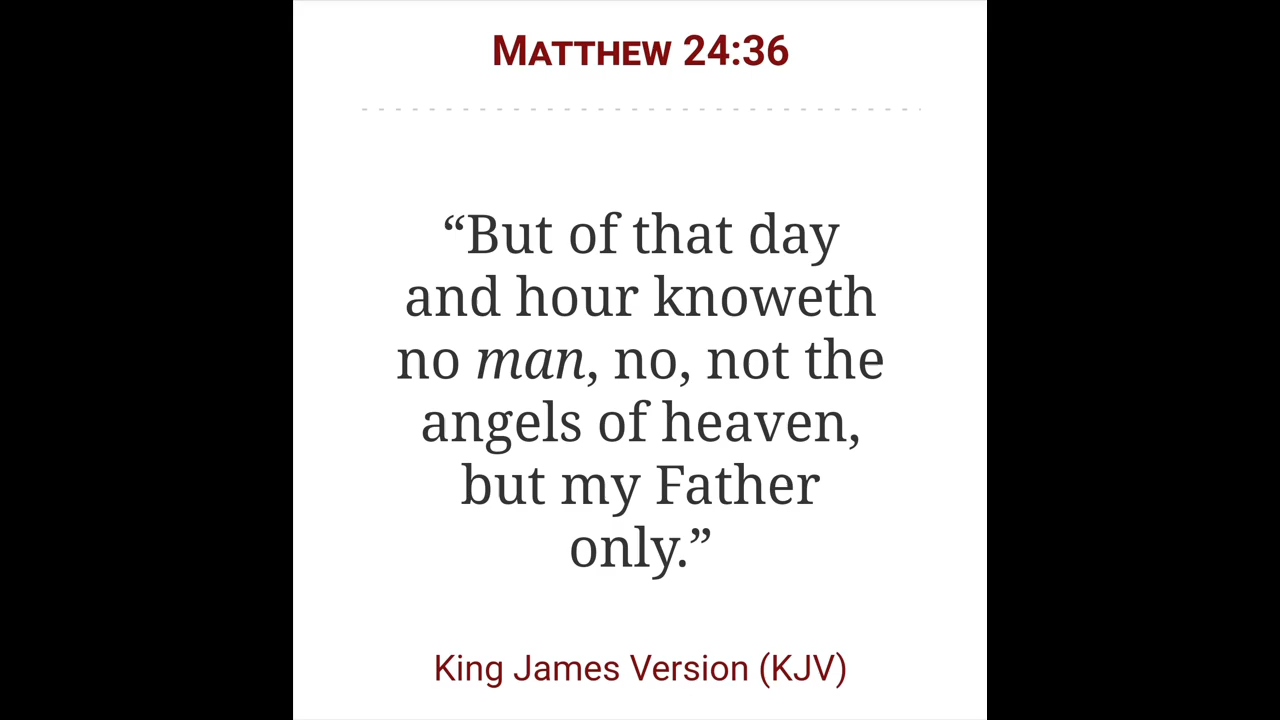 Matthew 24:36
“But of that day
and hour knoweth
no man, no, not the
angels of heaven,
but my Father
only.”
King James Version (KJV)